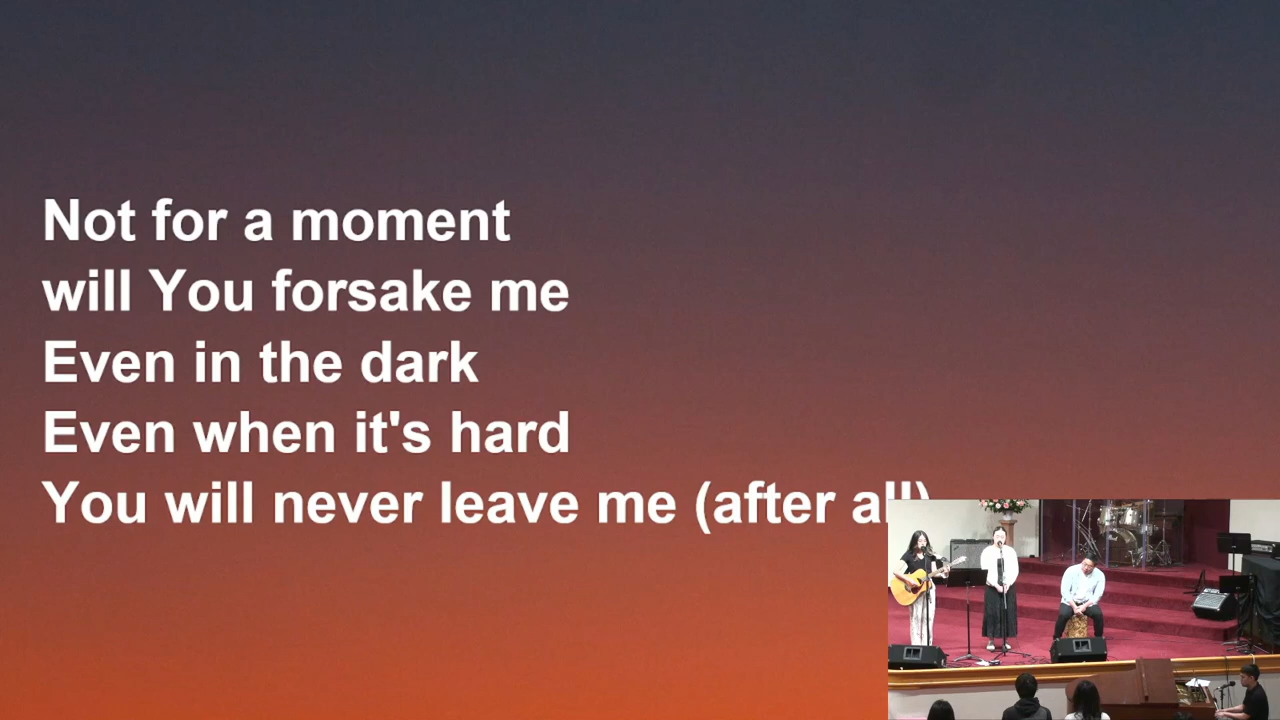 Not for a moment
will You forsake me
Even in the dark
Even when it's hard
You will never leave me (after all)